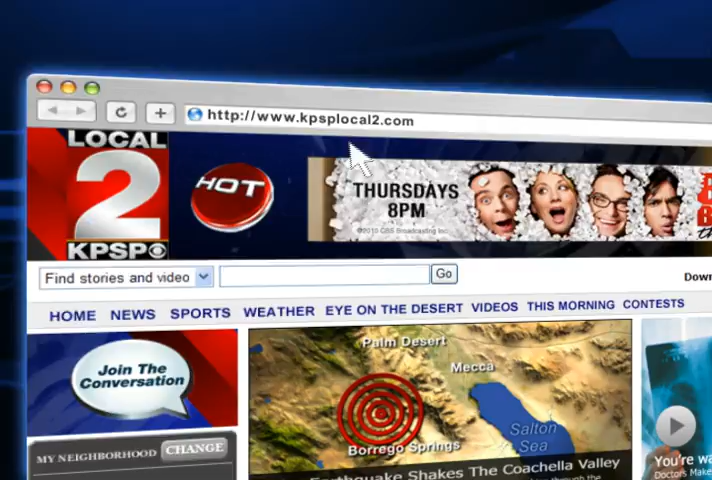 http://www.kpsplocal2.com
LOCAL
2
KPSP
HOT
THURSDAYS
8PM
©2010 CBS Broadcasting Inc.
Find stories and video
Go
HOME NEWS SPORTS WEATHER EYE ON THE DESERT VIDEOS THIS MORNING CONTESTS
Join The
Conversation
MY NEIGHBORHOOD CHANGE
Palm Desert
Mecca
Salton
Sea
Borrego Springs
Earthquake Shakes The Coachella Valley
You're wa
Doctors Make